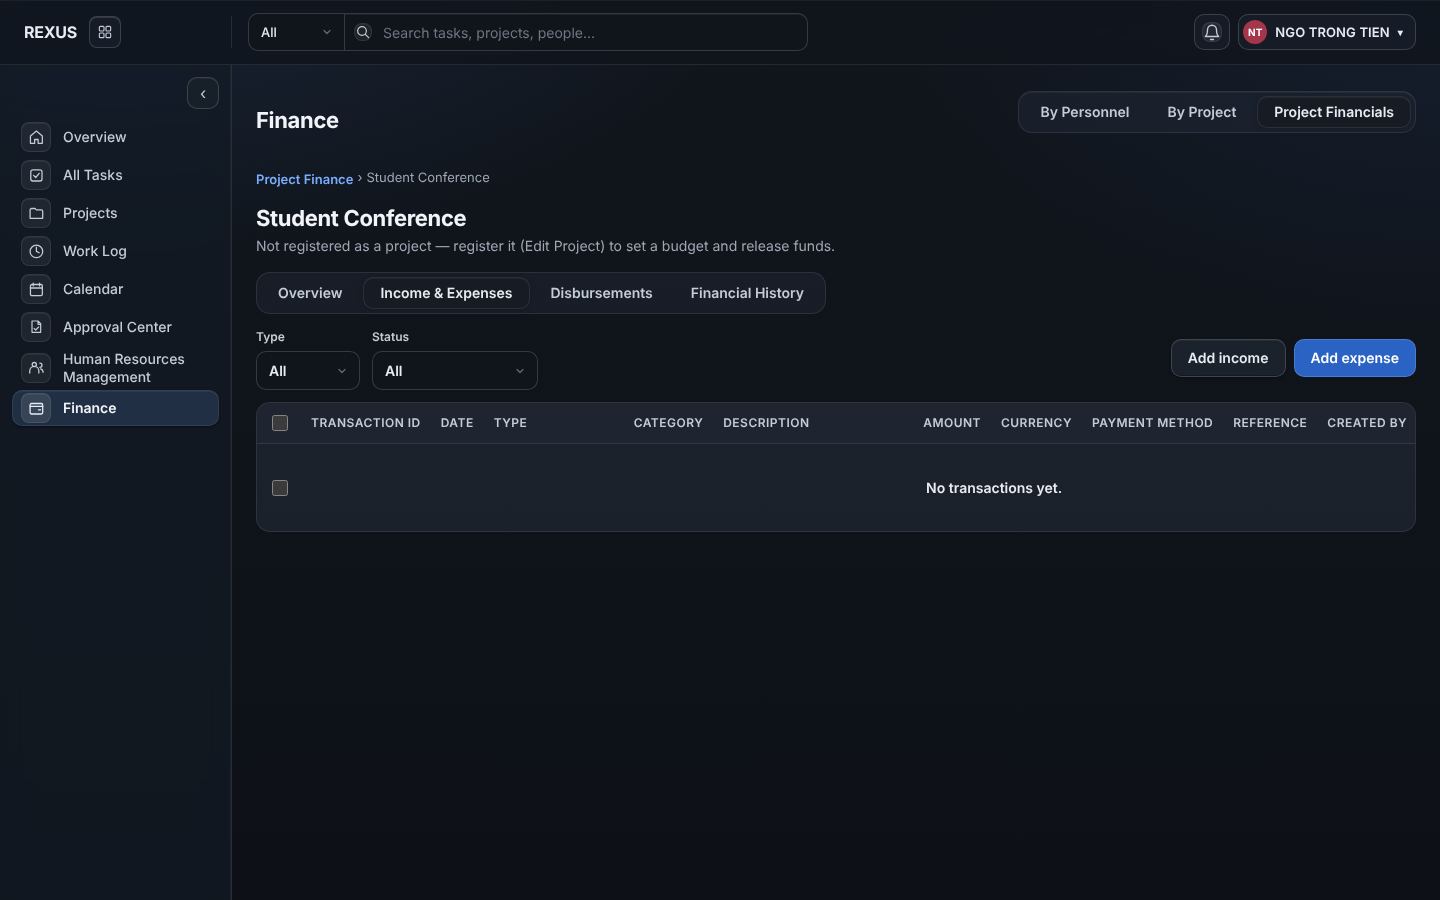 REXUS
All
Search tasks, projects, people...
NT
NGO TRONG TIEN
Overview
All Tasks
Projects
Work Log
Calendar
Approval Center
Human Resources
Management
Finance
Finance
By Personnel
By Project
Project Financials
Project Finance › Student Conference
Student Conference
Not registered as a project — register it (Edit Project) to set a budget and release funds.
Overview
Income & Expenses
Disbursements
Financial History
Type
Status
All
All
Add income
Add expense
TRANSACTION ID DATE TYPE CATEGORY DESCRIPTION AMOUNT CURRENCY PAYMENT METHOD REFERENCE CREATED BY
No transactions yet.